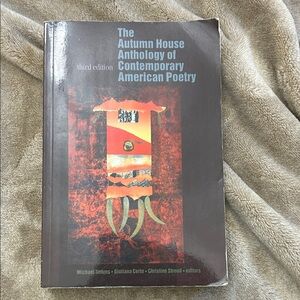 The
Autumn House
Anthology of
third edition Contemporary
American Poetry
Michael Simms • Giuliana Certo • Christine Stroud • editors